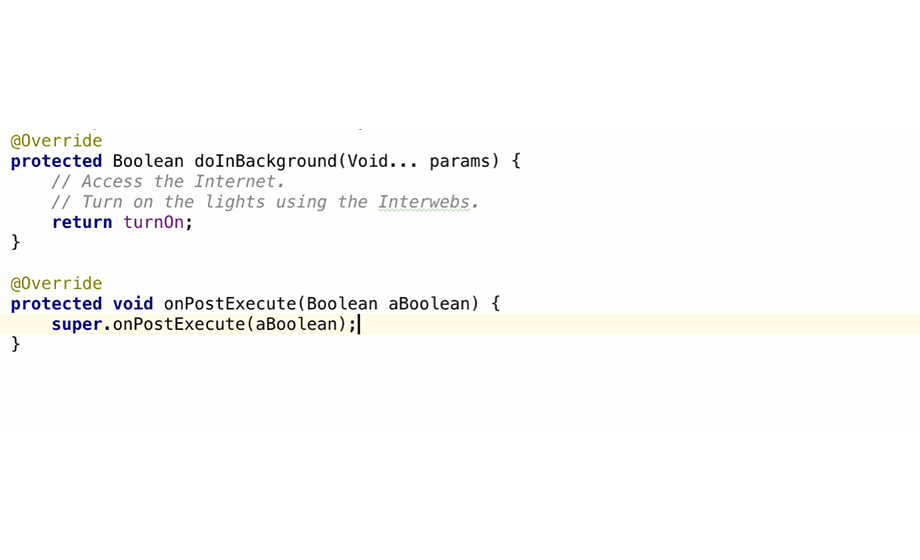 @Override
protected Boolean doInBackground(Void... params) {
    // Access the Internet.
    // Turn on the lights using the Interwebs.
    return turnOn;
}
@Override
protected void onPostExecute(Boolean aBoolean) {
    super.onPostExecute(aBoolean);
}